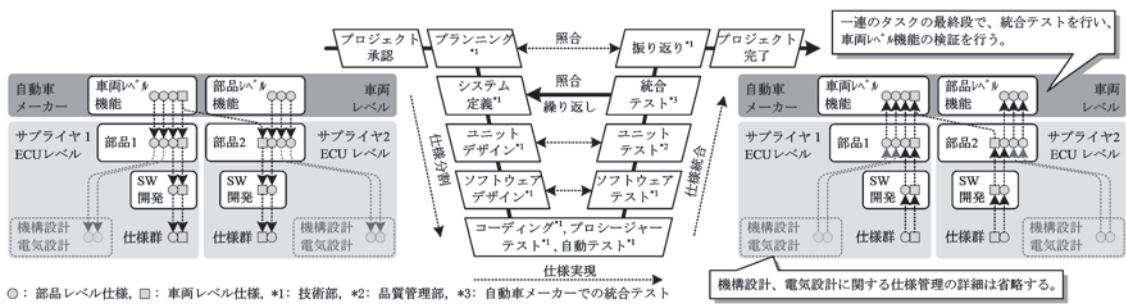 一連のタスクの最終段で、統合テストを行い、
車両レベル機能の検証を行う。
プロジェクト
承認
プランニング
*1
照合
振り返り*1
プロジェクト
完了
自動車
メーカー
車両レベル
機能
部品レベル
機能
車両
レベル
サプライヤ1
ECUレベル
部品1
部品2
サプライヤ2
ECUレベル
SW
開発
SW
開発
機構設計
電気設計
仕様群
仕様群
機構設計
電気設計
システム
定義*1
照合
繰り返し
統合
テスト*3
ユニット
デザイン*1
ユニット
テスト*2
ソフトウェア
デザイン*1
ソフトウェア
テスト*1
コーディング*1, プロシージャー
テスト*1, 自動テスト*1
仕様分割
仕様統合
仕様実現
自動車
メーカー
車両レベル
機能
部品レベル
機能
車両
レベル
サプライヤ1
ECUレベル
部品1
部品2
サプライヤ2
ECUレベル
SW
開発
SW
開発
機構設計
電気設計
仕様群
仕様群
機構設計
電気設計
機構設計、電気設計に関する仕様管理の詳細は省略する。
○：部品レベル仕様, □：車両レベル仕様, *1：技術部, *2：品質管理部, *3：自動車メーカーでの統合テスト